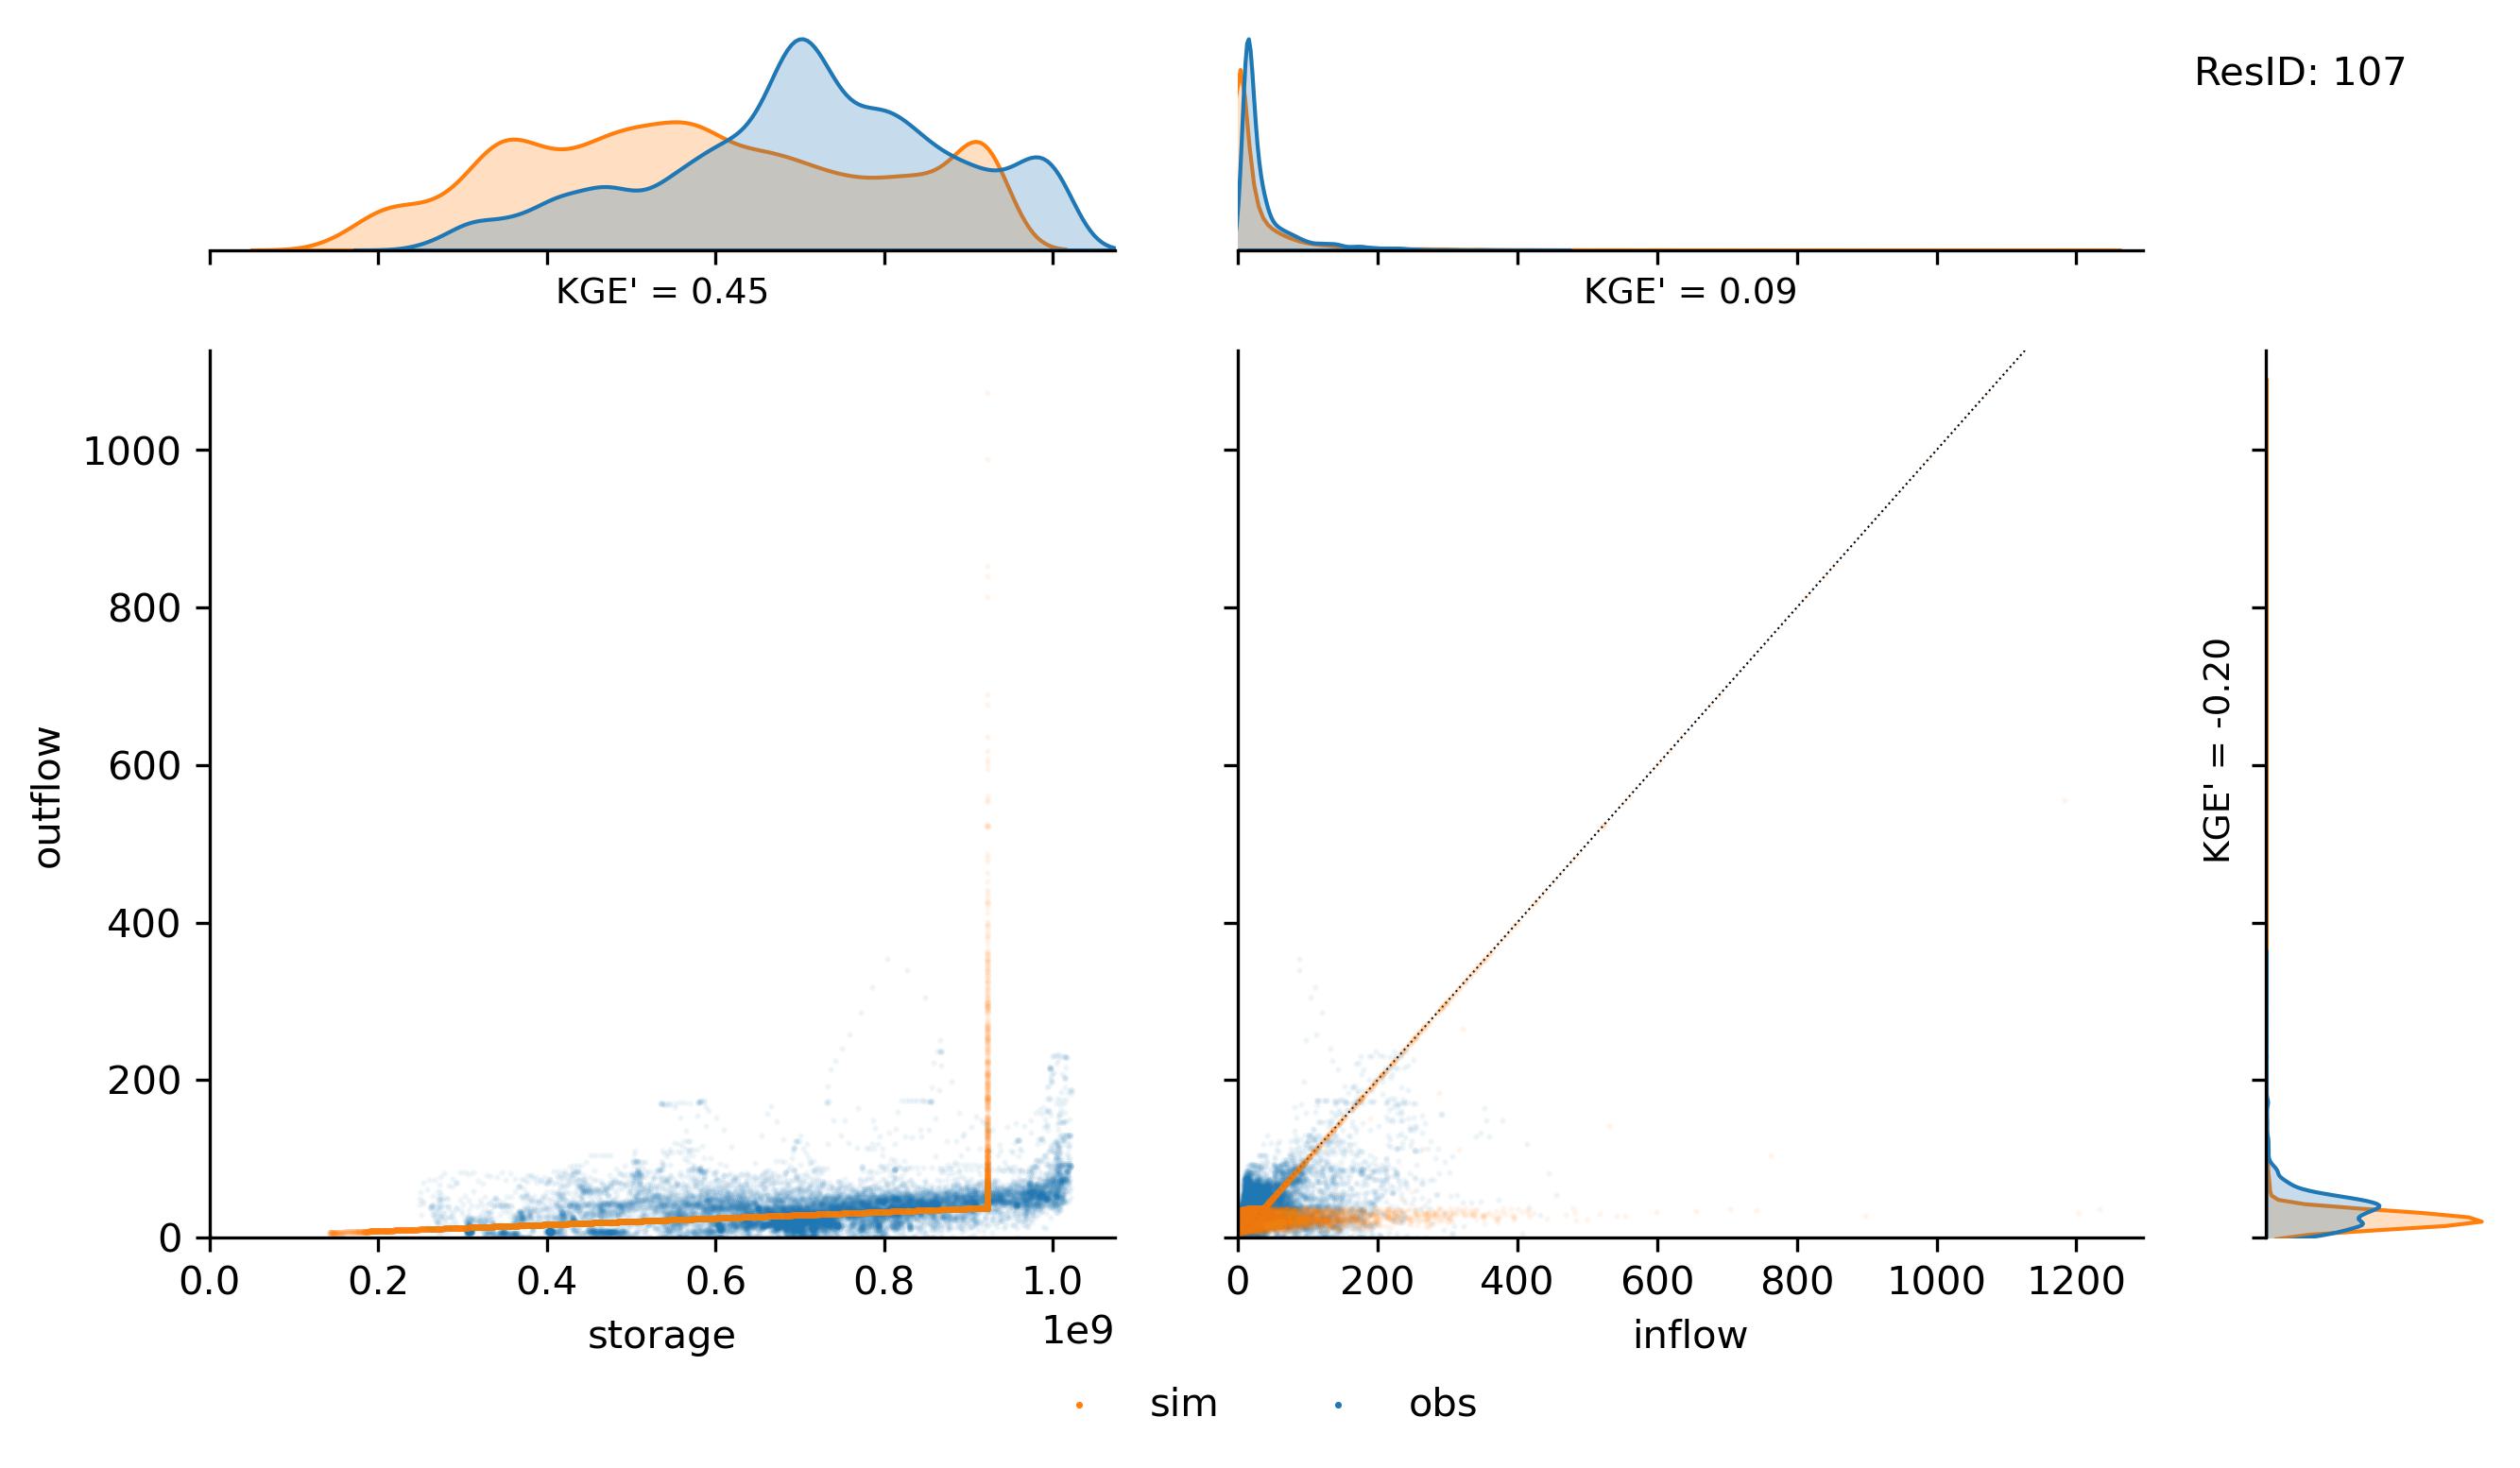 ResID: 107
KGE' = 0.45
KGE' = 0.09
1000
800
600
400
200
0
outflow
0.0 0.2 0.4 0.6 0.8 1.0
1e9
storage
0 200 400 600 800 1000 1200
inflow
KGE' = -0.20
sim obs